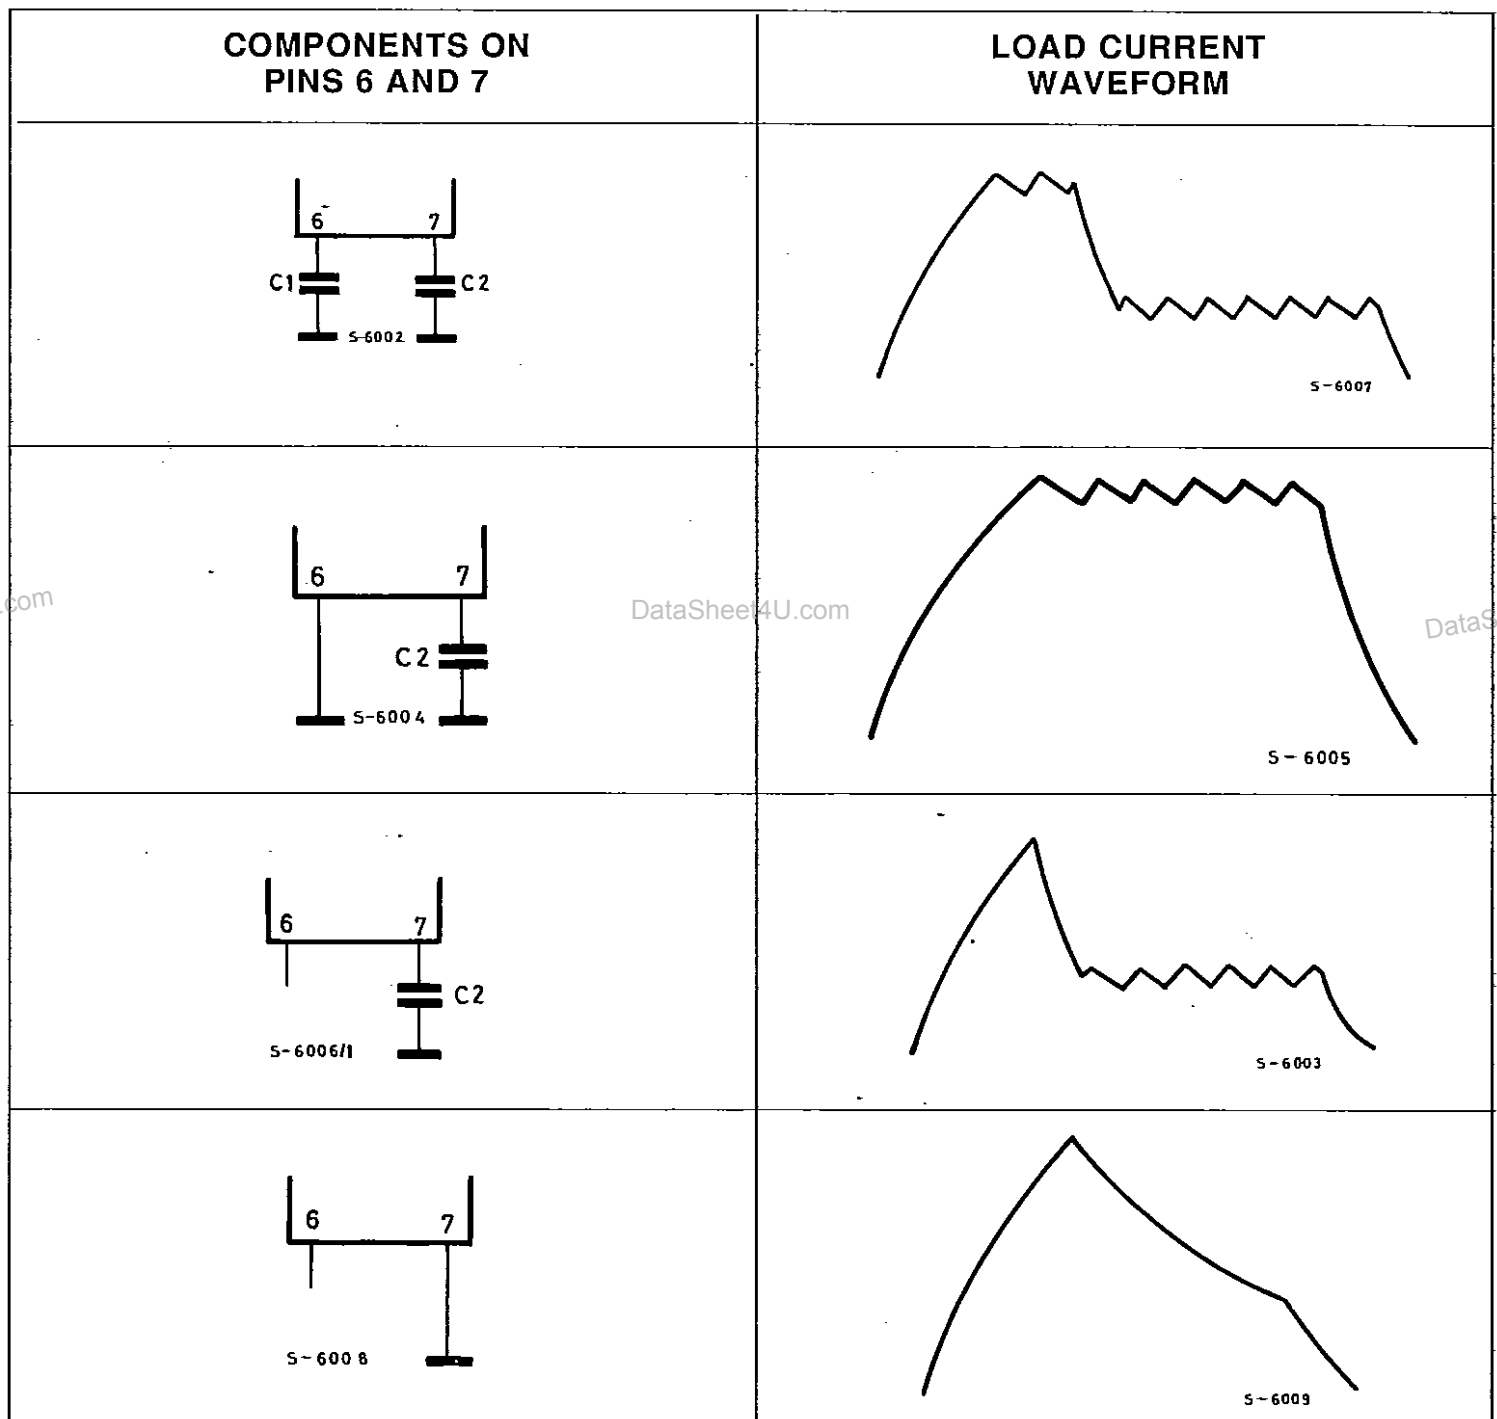 COMPONENTS ON
PINS 6 AND 7
LOAD CURRENT
WAVEFORM
6 7
C1 C2
S-6002
S-6007
6 7
C2
S-6004
S-6005
.com
DataSheet4U.com
DataS
6 7
C2
S-6006/1
S-6003
6 7
S-6008
S-6009